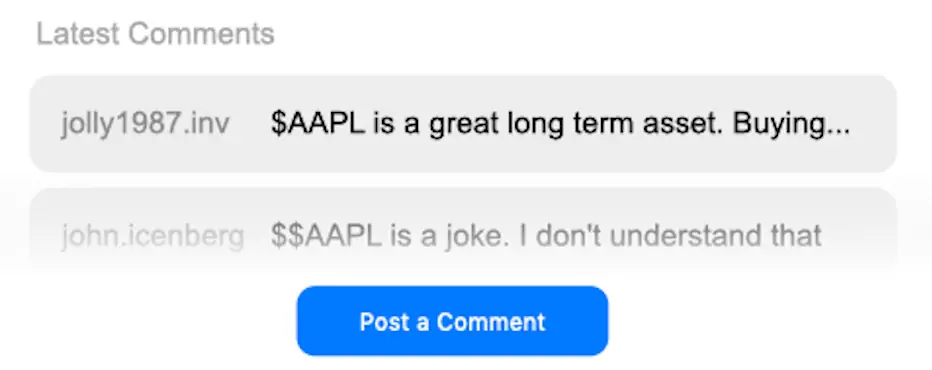 Latest Comments
jolly1987.inv $AAPL is a great long term asset. Buying...
john.icenberg $$AAPL is a joke. I don't understand that
Post a Comment